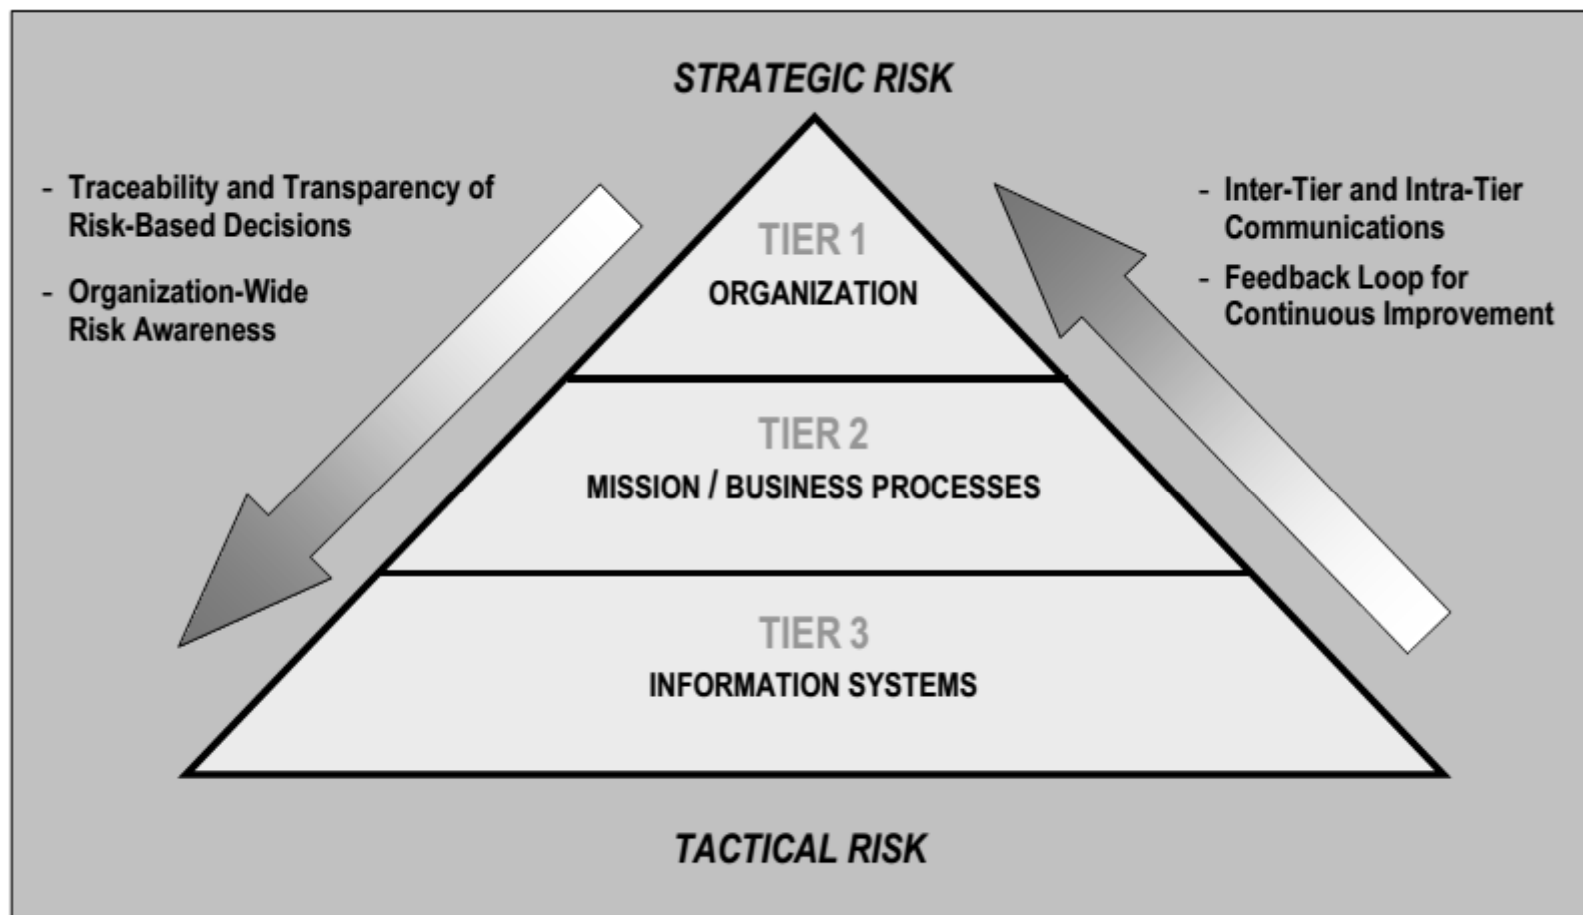 STRATEGIC RISK
- Traceability and Transparency of
Risk-Based Decisions
- Organization-Wide
Risk Awareness
- Inter-Tier and Intra-Tier
Communications
- Feedback Loop for
Continuous Improvement
TIER 1
ORGANIZATION
TIER 2
MISSION / BUSINESS PROCESSES
TIER 3
INFORMATION SYSTEMS
TACTICAL RISK